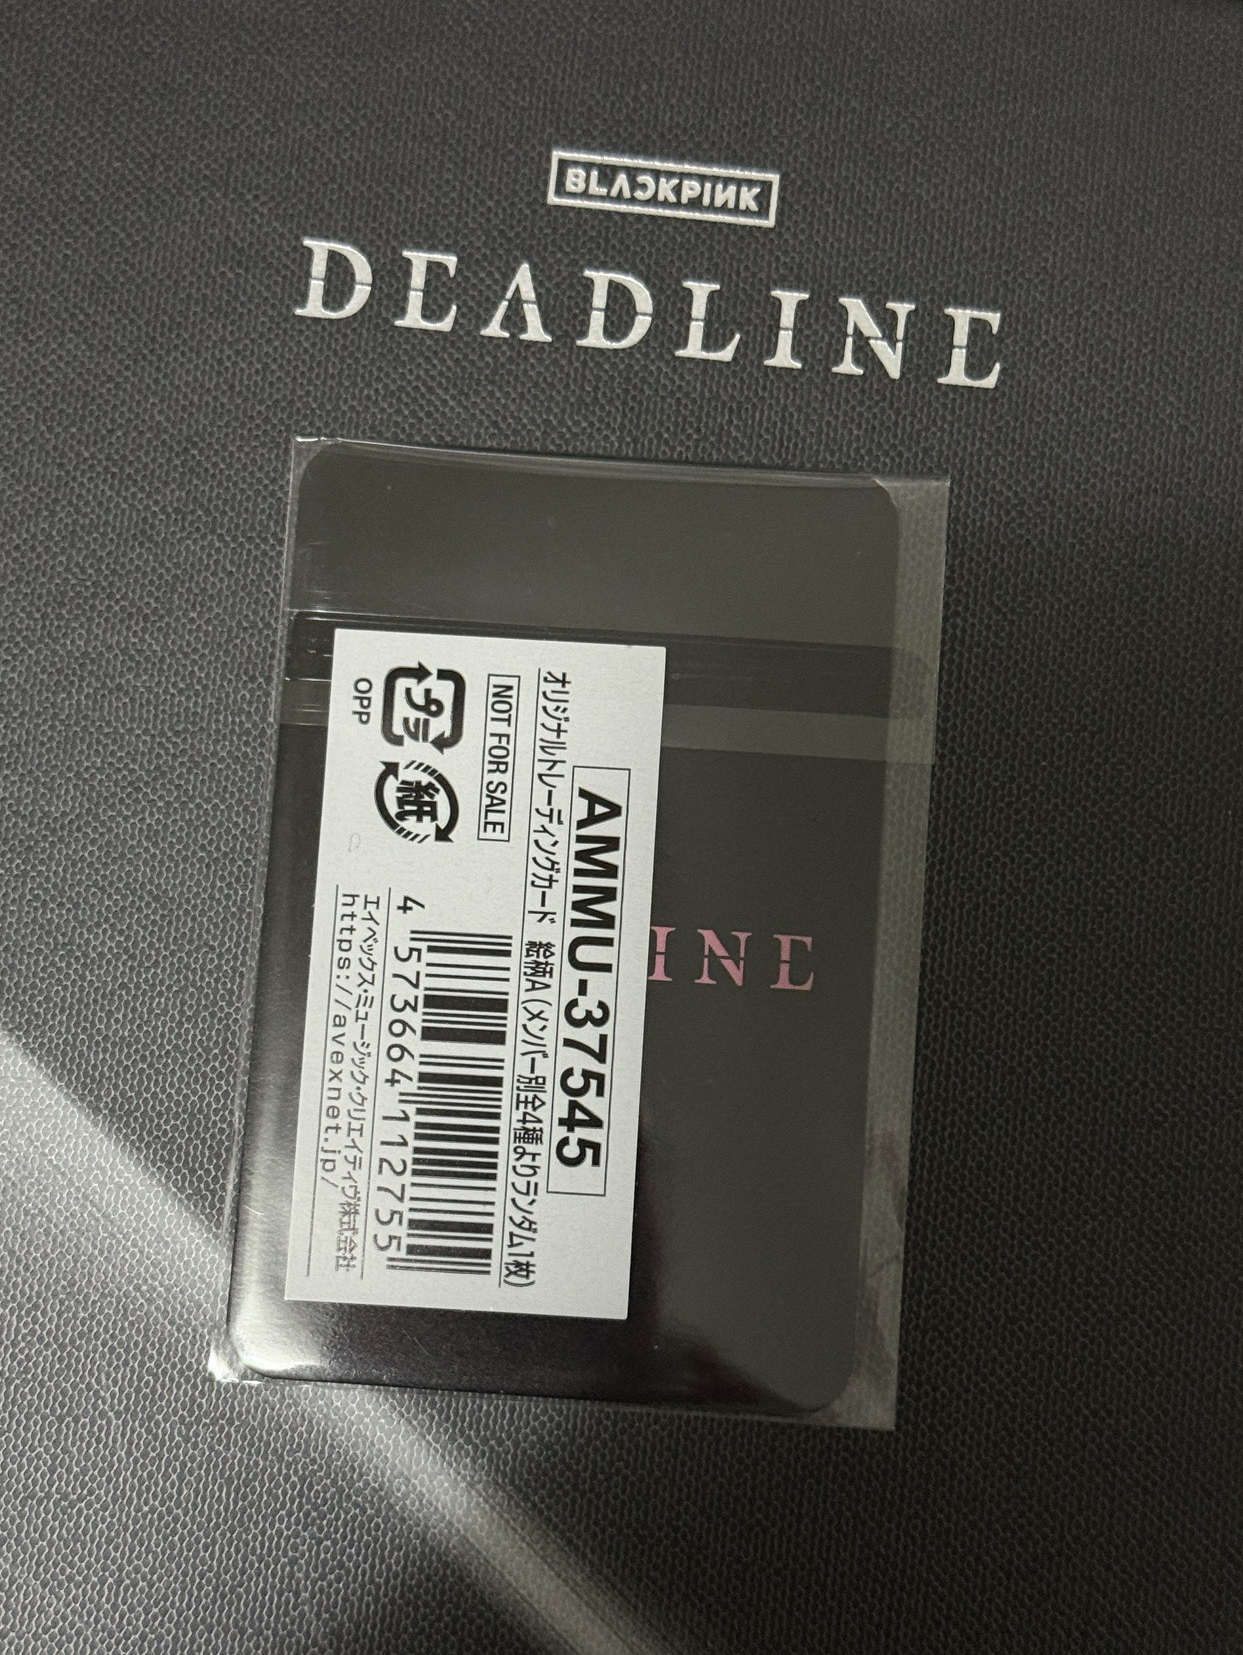 BLACKPINK
DEADLINE
INE
AMMU-37545
オリジナルトレーディングカード 絵柄A(メンバー別全4種よりランダム1枚)
NOT FOR SALE
プラ
OPP
紙
4 573664 112755
エイベックス・ミュージック・クリエイティヴ株式会社
https://avexnet.jp/